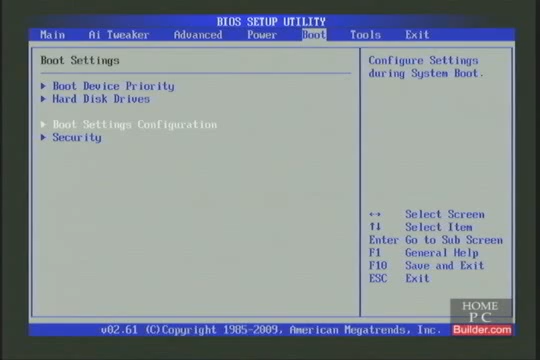 BIOS SETUP UTILITY
Main Ai Tweaker Advanced Power Boot Tools Exit
Boot Settings
Boot Device Priority
Hard Disk Drives
Boot Settings Configuration
Security
Configure Settings
during System Boot.
↔ Select Screen
↑↓ Select Item
Enter Go to Sub Screen
F1 General Help
F10 Save and Exit
ESC Exit
v02.61 (C)Copyright 1985-2009, American Megatrends, Inc.
HOME
PC
Builder.com